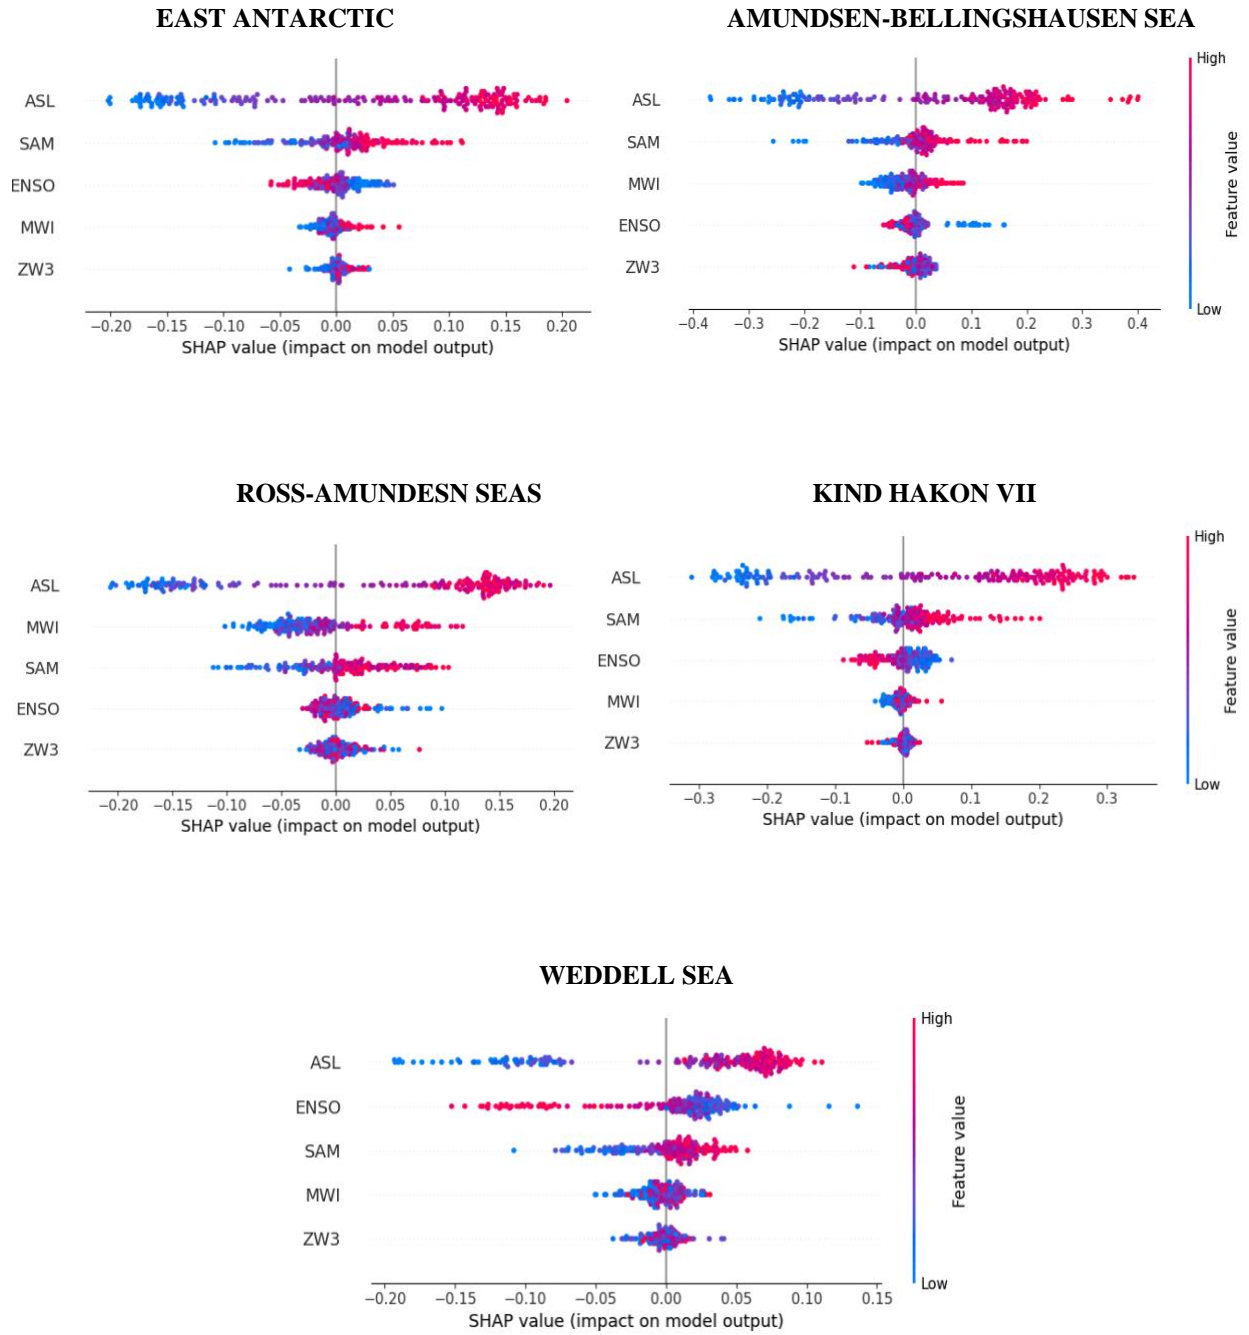 EAST ANTARCTIC
ASL
SAM
ENSO
MWI
ZW3
−0.20 −0.15 −0.10 −0.05 0.00 0.05 0.10 0.15 0.20
SHAP value (impact on model output)
AMUNDSEN-BELLINGSHAUSEN SEA
ASL
SAM
MWI
ENSO
ZW3
−0.4 −0.3 −0.2 −0.1 0.0 0.1 0.2 0.3 0.4
SHAP value (impact on model output)
High
Feature value
Low
ROSS-AMUNDESN SEAS
ASL
MWI
SAM
ENSO
ZW3
−0.20 −0.15 −0.10 −0.05 0.00 0.05 0.10 0.15 0.20
SHAP value (impact on model output)
KIND HAKON VII
ASL
SAM
ENSO
MWI
ZW3
−0.3 −0.2 −0.1 0.0 0.1 0.2 0.3
SHAP value (impact on model output)
High
Feature value
Low
WEDDELL SEA
ASL
ENSO
SAM
MWI
ZW3
−0.20 −0.15 −0.10 −0.05 0.00 0.05 0.10 0.15
SHAP value (impact on model output)
High
Feature value
Low